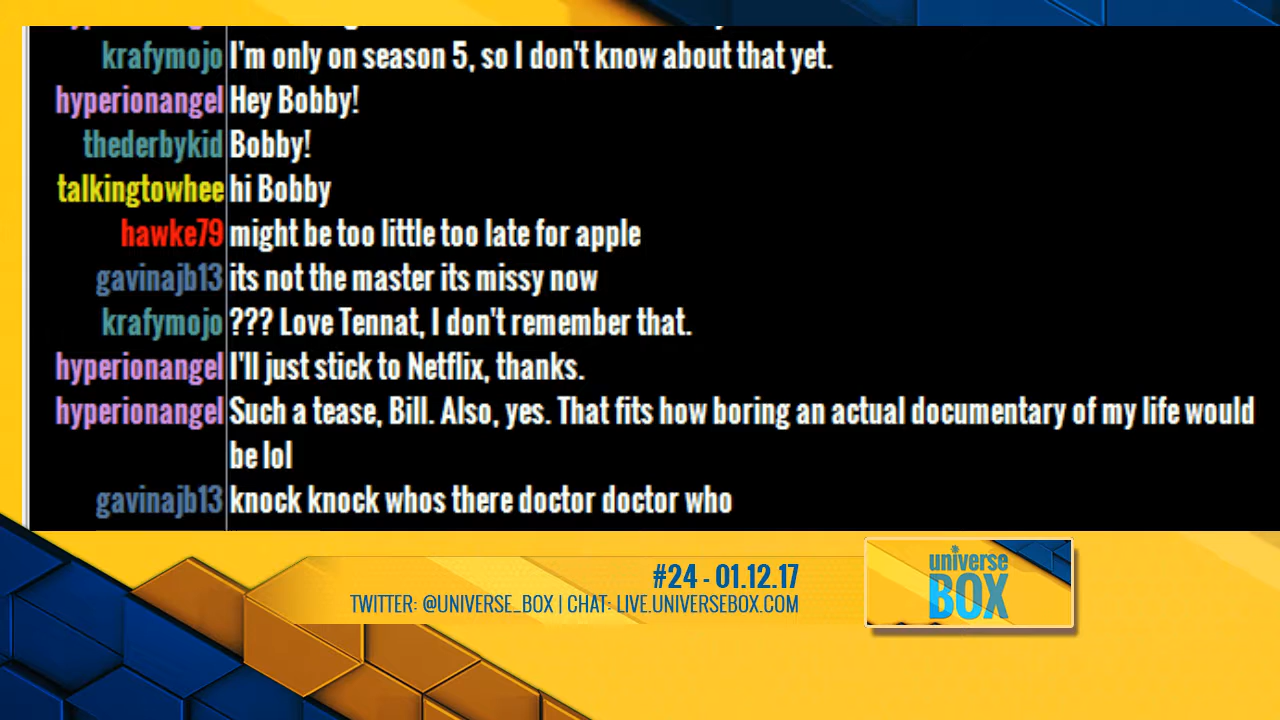 krafymojo I'm only on season 5, so I don't know about that yet.
hyperionangel Hey Bobby!
thederbykid Bobby!
talkingtowhee hi Bobby
hawke79 might be too little too late for apple
gavinajb13 its not the master its missy now
krafymojo ??? Love Tennat, I don't remember that.
hyperionangel I'll just stick to Netflix, thanks.
hyperionangel Such a tease, Bill. Also, yes. That fits how boring an actual documentary of my life would
be lol
gavinajb13 knock knock whos there doctor doctor who
#24 - 01.12.17
TWITTER: @UNIVERSE_BOX | CHAT: LIVE.UNIVERSEBOX.COM
universe
BOX